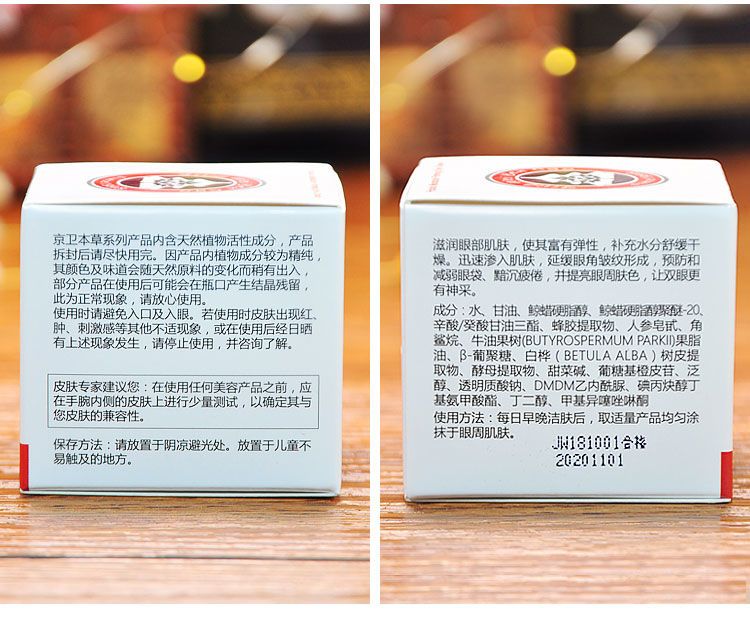 京卫本草系列产品内含天然植物活性成分，产品
拆封后请尽快用完。因产品内植物成分较为精纯，
其颜色及味道会随天然原料的变化而稍有出入，
部分产品在使用后可能会在瓶口产生结晶残留，
此为正常现象，请放心使用。
使用时请避免入口及入眼。若使用时皮肤出现红、
肿、刺激感等其他不适现象，或在使用后经日晒
有上述现象发生，请停止使用，并咨询了解。
皮肤专家建议您：在使用任何美容产品之前，应
在手腕内侧的皮肤上进行少量测试，以确定其与
您皮肤的兼容性。
保存方法：请放置于阴凉避光处。放置于儿童不
易触及的地方。
滋润眼部肌肤，使其富有弹性，补充水分舒缓干
燥。迅速渗入肌肤，延缓眼角皱纹形成，预防和
减弱眼袋、黯沉疲倦，并提亮眼周肤色，让双眼更
有神采。
成分：水、甘油、鲸蜡硬脂醇、鲸蜡硬脂醇聚醚-20、
辛酸/癸酸甘油三酯、蜂胶提取物、人参皂甙、角
鲨烷、牛油果树(BUTYROSPERMUM PARKII)果脂
油、β-葡聚糖、白桦（BETULA ALBA）树皮提
取物、酵母提取物、甜菜碱、葡糖基橙皮苷、泛
醇、透明质酸钠、DMDM乙内酰脲、碘丙炔醇丁
基氨甲酸酯、丁二醇、甲基异噻唑啉酮
使用方法：每日早晚洁肤后，取适量产品均匀涂
抹于眼周肌肤。
JW181001合格
20201101